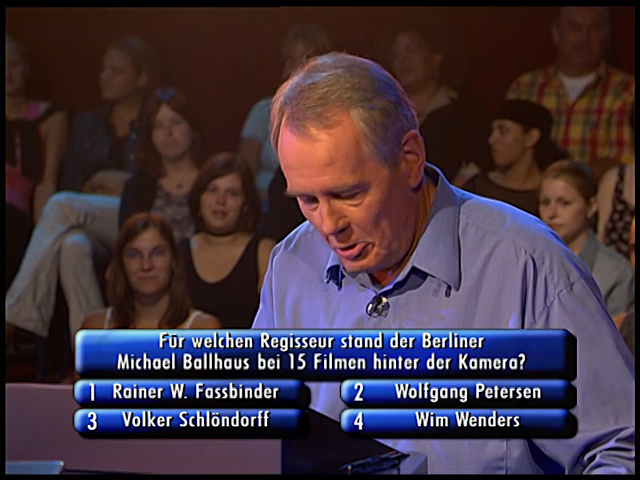 Für welchen Regisseur stand der Berliner
Michael Ballhaus bei 15 Filmen hinter der Kamera?
1 Rainer W. Fassbinder
2 Wolfgang Petersen
3 Volker Schlöndorff
4 Wim Wenders